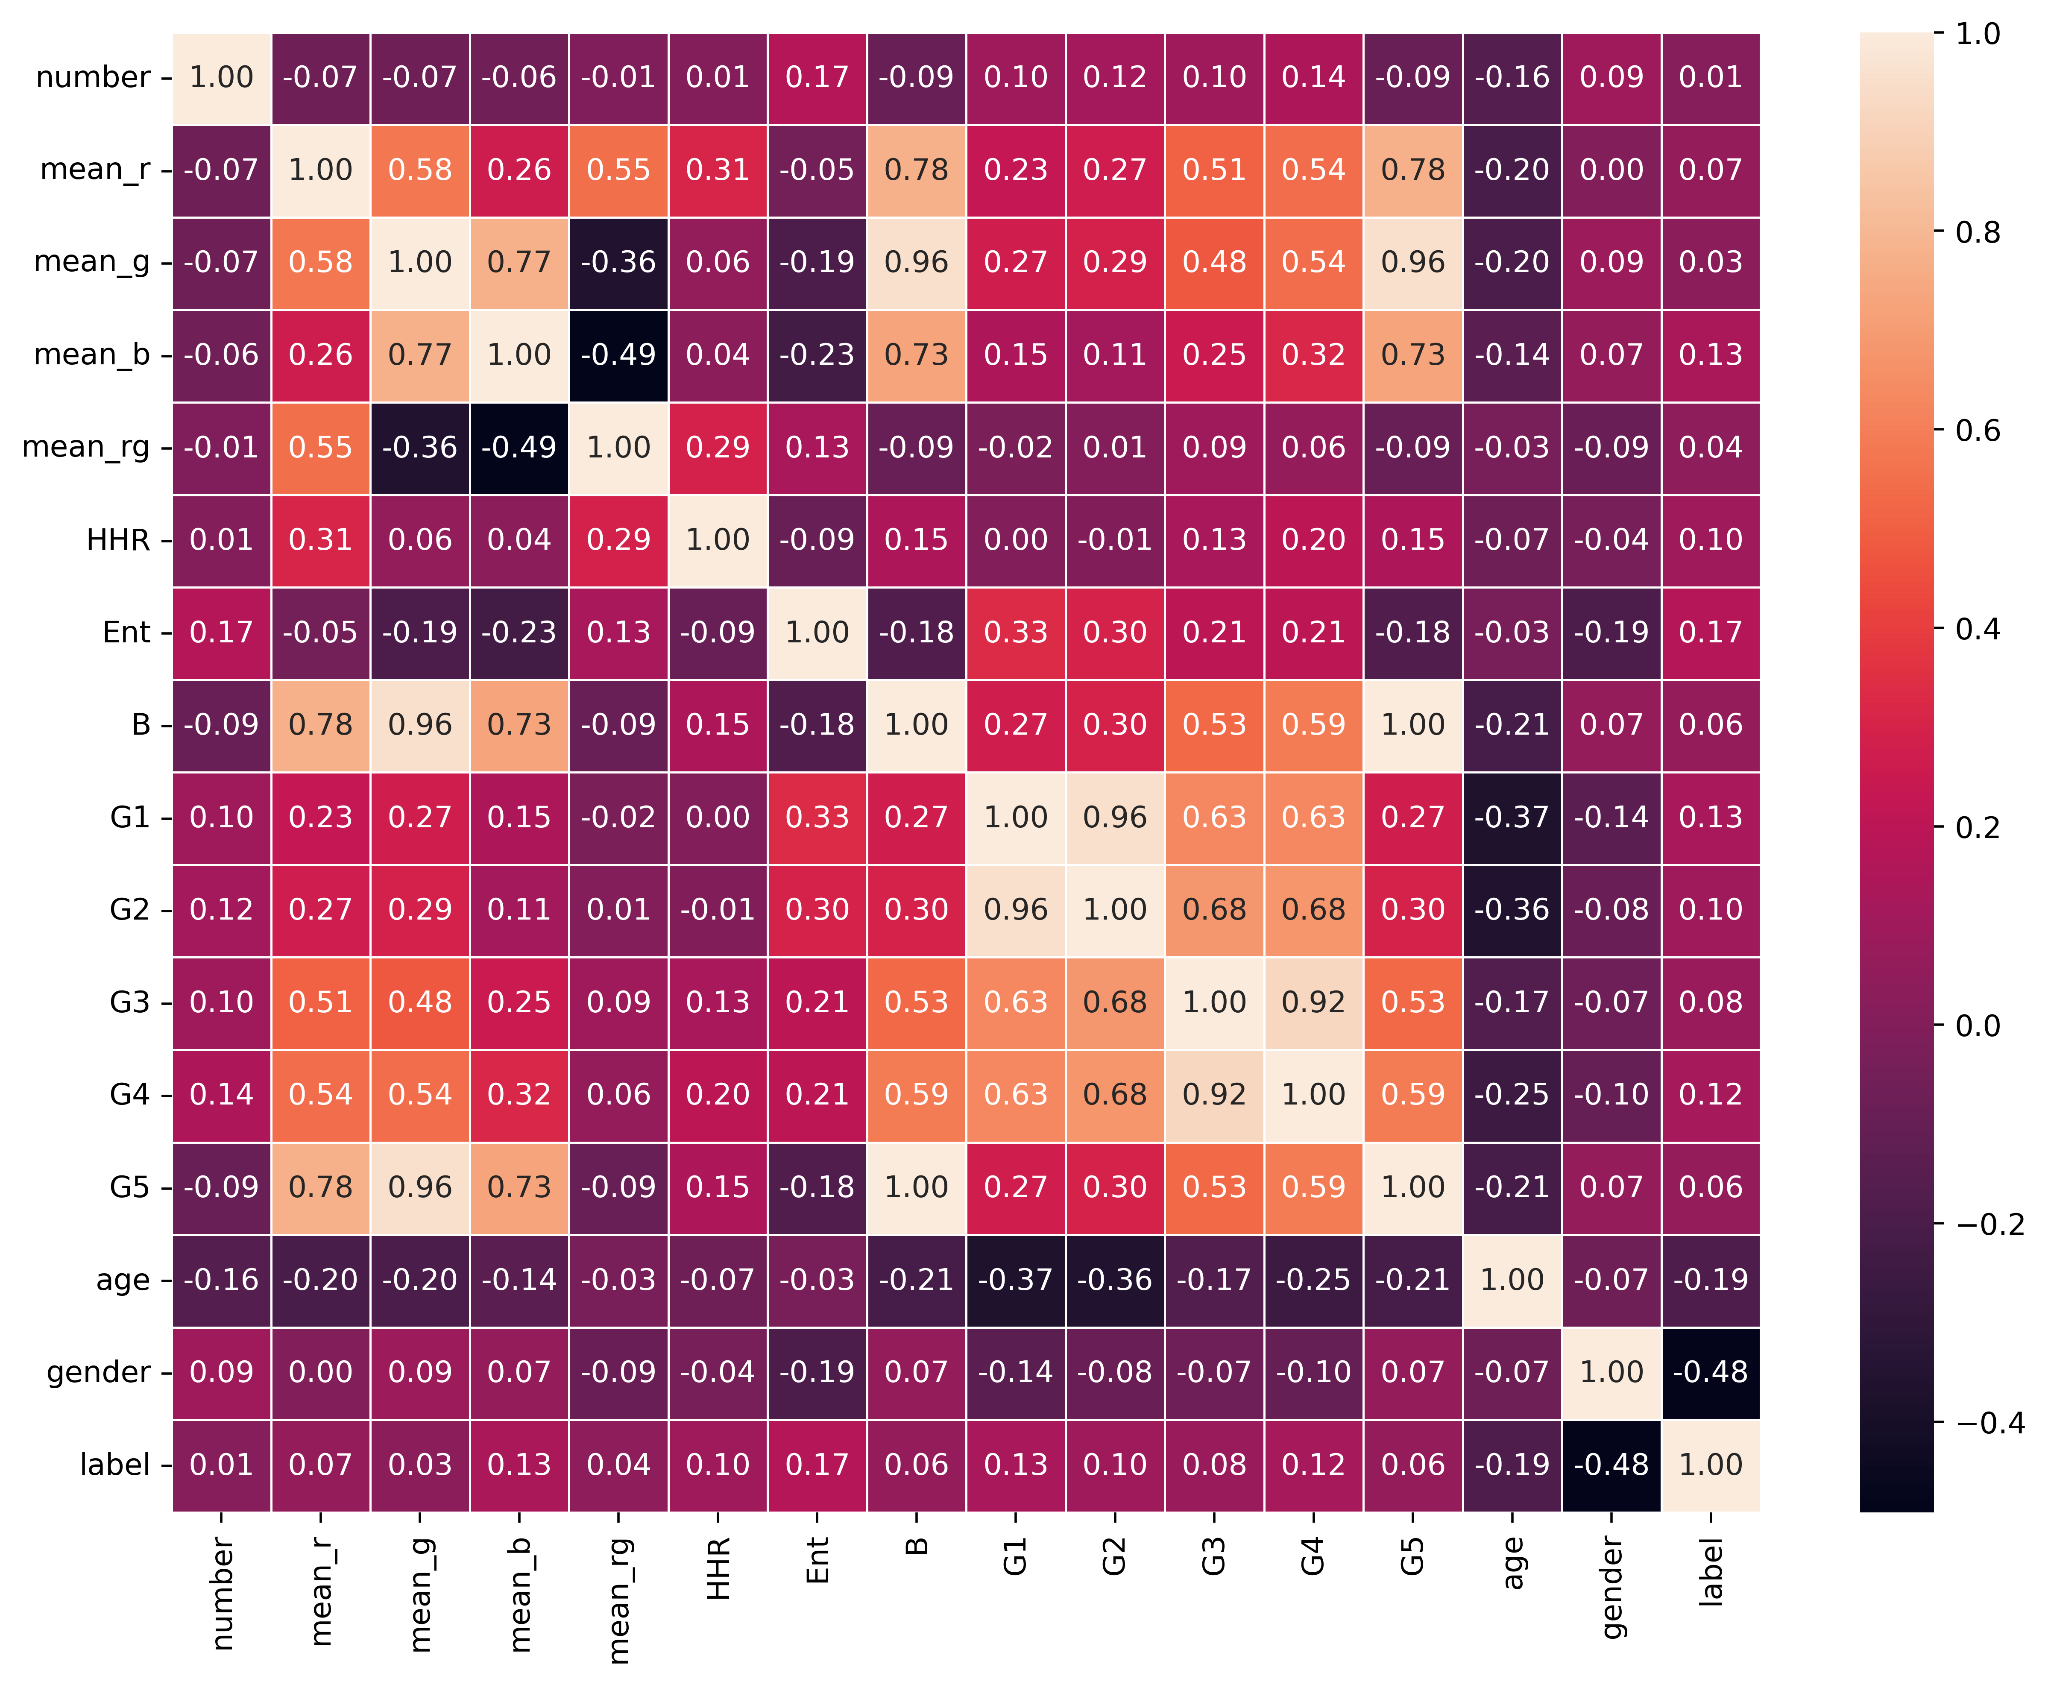 number 1.00 -0.07 -0.07 -0.06 -0.01 0.01 0.17 -0.09 0.10 0.12 0.10 0.14 -0.09 -0.16 0.09 0.01
mean_r -0.07 1.00 0.58 0.26 0.55 0.31 -0.05 0.78 0.23 0.27 0.51 0.54 0.78 -0.20 0.00 0.07
mean_g -0.07 0.58 1.00 0.77 -0.36 0.06 -0.19 0.96 0.27 0.29 0.48 0.54 0.96 -0.20 0.09 0.03
mean_b -0.06 0.26 0.77 1.00 -0.49 0.04 -0.23 0.73 0.15 0.11 0.25 0.32 0.73 -0.14 0.07 0.13
mean_rg -0.01 0.55 -0.36 -0.49 1.00 0.29 0.13 -0.09 -0.02 0.01 0.09 0.06 -0.09 -0.03 -0.09 0.04
HHR 0.01 0.31 0.06 0.04 0.29 1.00 -0.09 0.15 0.00 -0.01 0.13 0.20 0.15 -0.07 -0.04 0.10
Ent 0.17 -0.05 -0.19 -0.23 0.13 -0.09 1.00 -0.18 0.33 0.30 0.21 0.21 -0.18 -0.03 -0.19 0.17
B -0.09 0.78 0.96 0.73 -0.09 0.15 -0.18 1.00 0.27 0.30 0.53 0.59 1.00 -0.21 0.07 0.06
G1 0.10 0.23 0.27 0.15 -0.02 0.00 0.33 0.27 1.00 0.96 0.63 0.63 0.27 -0.37 -0.14 0.13
G2 0.12 0.27 0.29 0.11 0.01 -0.01 0.30 0.30 0.96 1.00 0.68 0.68 0.30 -0.36 -0.08 0.10
G3 0.10 0.51 0.48 0.25 0.09 0.13 0.21 0.53 0.63 0.68 1.00 0.92 0.53 -0.17 -0.07 0.08
G4 0.14 0.54 0.54 0.32 0.06 0.20 0.21 0.59 0.63 0.68 0.92 1.00 0.59 -0.25 -0.10 0.12
G5 -0.09 0.78 0.96 0.73 -0.09 0.15 -0.18 1.00 0.27 0.30 0.53 0.59 1.00 -0.21 0.07 0.06
age -0.16 -0.20 -0.20 -0.14 -0.03 -0.07 -0.03 -0.21 -0.37 -0.36 -0.17 -0.25 -0.21 1.00 -0.07 -0.19
gender 0.09 0.00 0.09 0.07 -0.09 -0.04 -0.19 0.07 -0.14 -0.08 -0.07 -0.10 0.07 -0.07 1.00 -0.48
label 0.01 0.07 0.03 0.13 0.04 0.10 0.17 0.06 0.13 0.10 0.08 0.12 0.06 -0.19 -0.48 1.00
number mean_r mean_g mean_b mean_rg HHR Ent B G1 G2 G3 G4 G5 age gender label
1.0
0.8
0.6
0.4
0.2
0.0
−0.2
−0.4